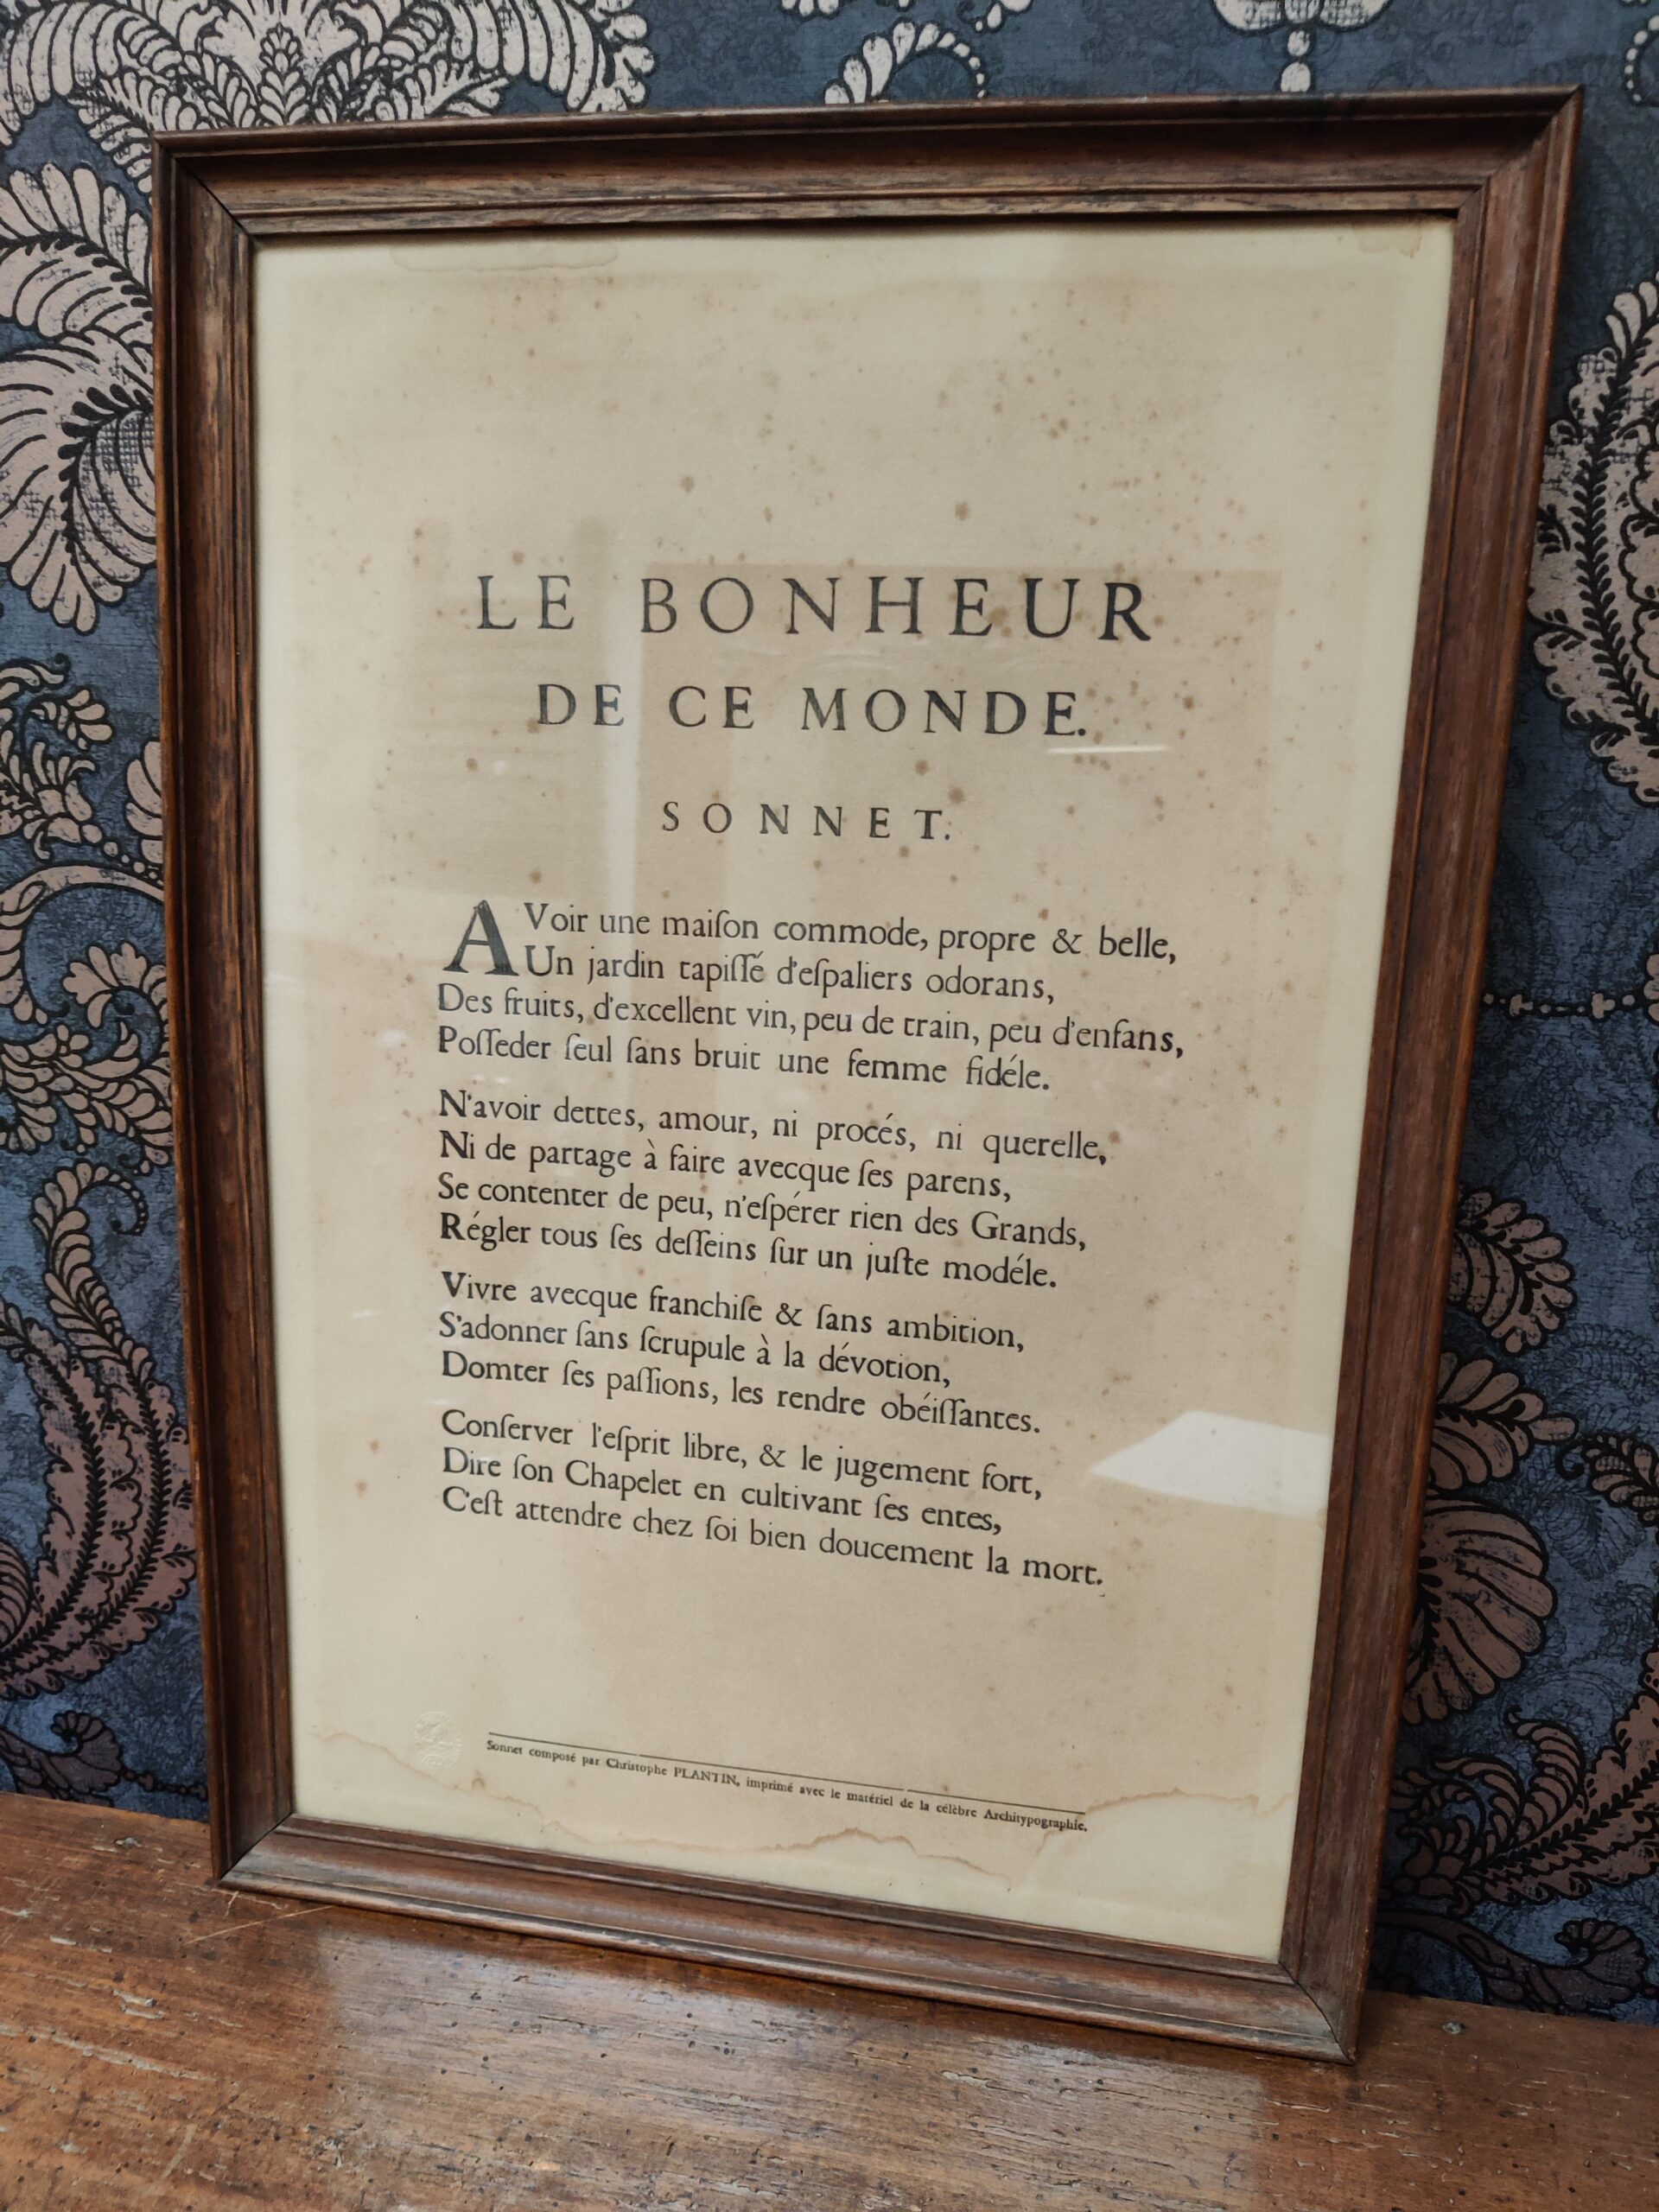 LE BONHEUR
DE CE MONDE.
SONNET.
AVoir une maiſon commode, propre & belle,
Un jardin tapiſſé d'eſpaliers odorans,
Des fruits, d'excellent vin, peu de train, peu d'enfans,
Poſſeder ſeul ſans bruit une femme fidéle.
N'avoir dettes, amour, ni procés, ni querelle,
Ni de partage à faire avecque ſes parens,
Se contenter de peu, n'eſpérer rien des Grands,
Régler tous ſes deſſeins ſur un juſte modéle.
Vivre avecque franchiſe & ſans ambition,
S'adonner ſans ſcrupule à la dévotion,
Domter ſes paſſions, les rendre obéiſſantes.
Conſerver l'eſprit libre, & le jugement fort,
Dire ſon Chapelet en cultivant ſes entes,
C'eſt attendre chez ſoi bien doucement la mort.
Sonnet composé par Christophe PLANTIN, imprimé avec le matériel de la célèbre Architypographie.